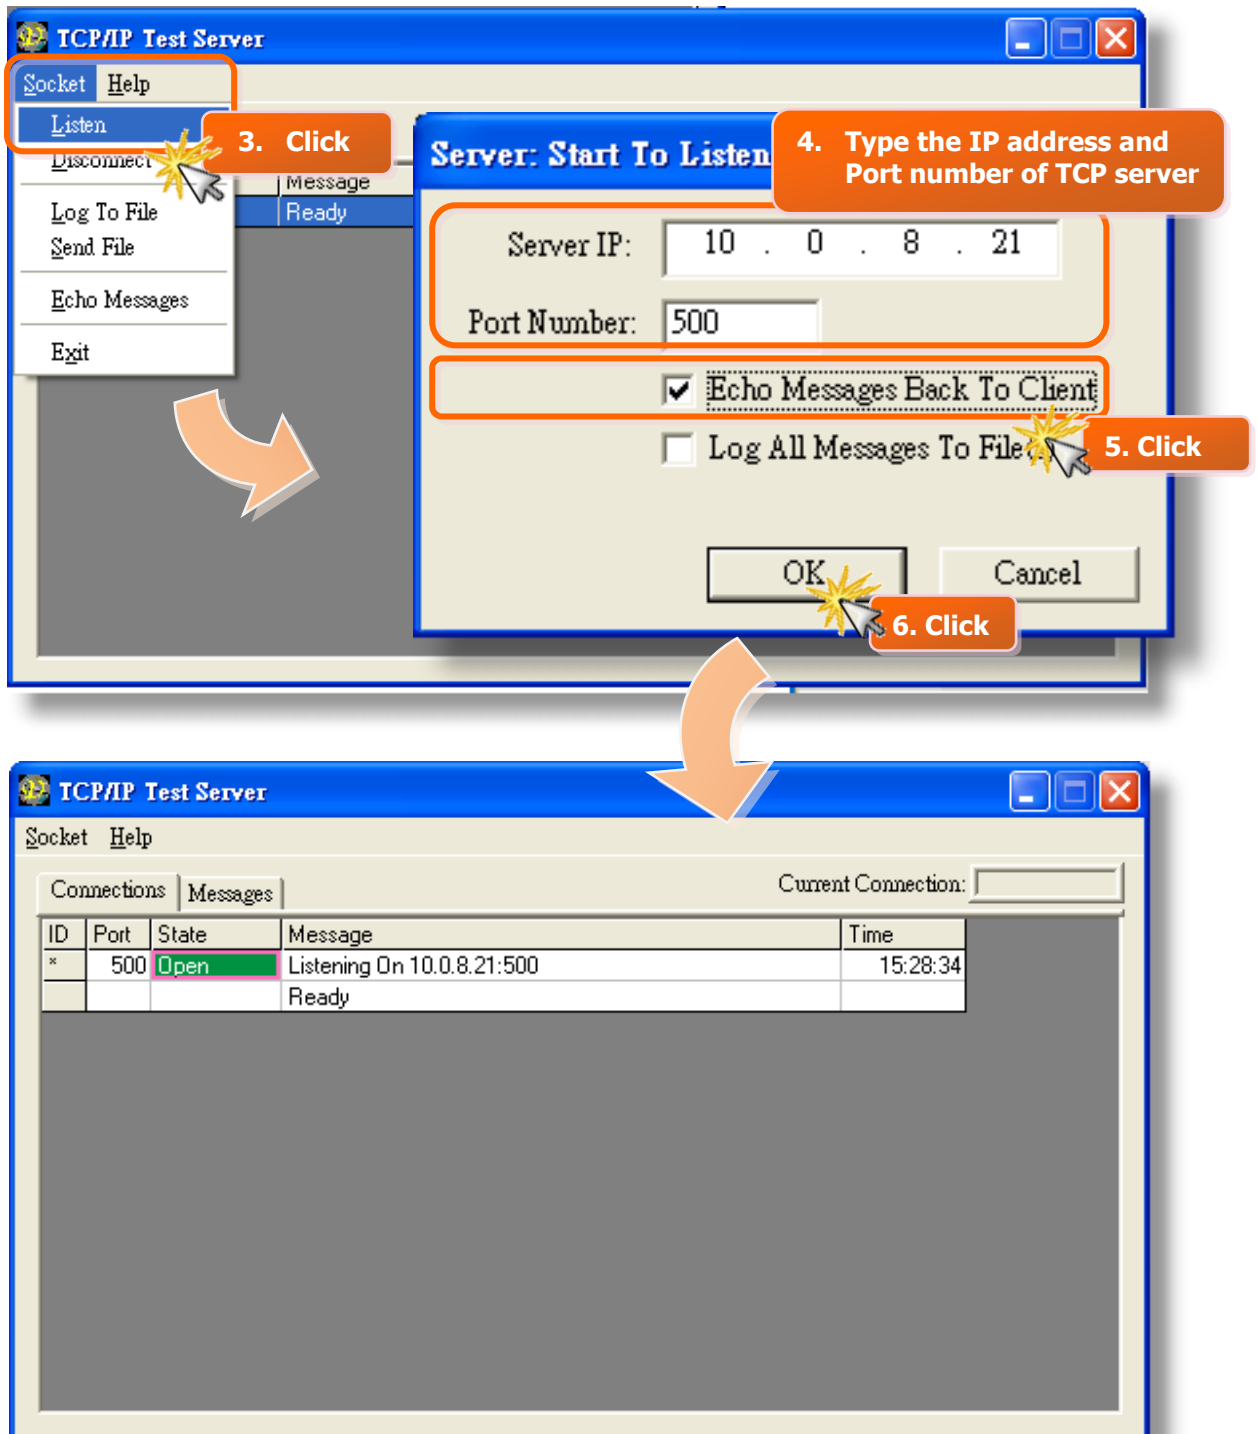 TCP/IP Test Server
Socket Help
Listen
3. Click
Disconnect
Log To File
Send File
Echo Messages
Exit
Message
Ready
Server: Start To Listen
4. Type the IP address and
Port number of TCP server
Server IP: 10 . 0 . 8 . 21
Port Number: 500
Echo Messages Back To Client
Log All Messages To File
5. Click
OK Cancel
6. Click
TCP/IP Test Server
Socket Help
Connections Messages Current Connection:
ID Port State Message Time
* 500 Open Listening On 10.0.8.21:500 15:28:34
Ready